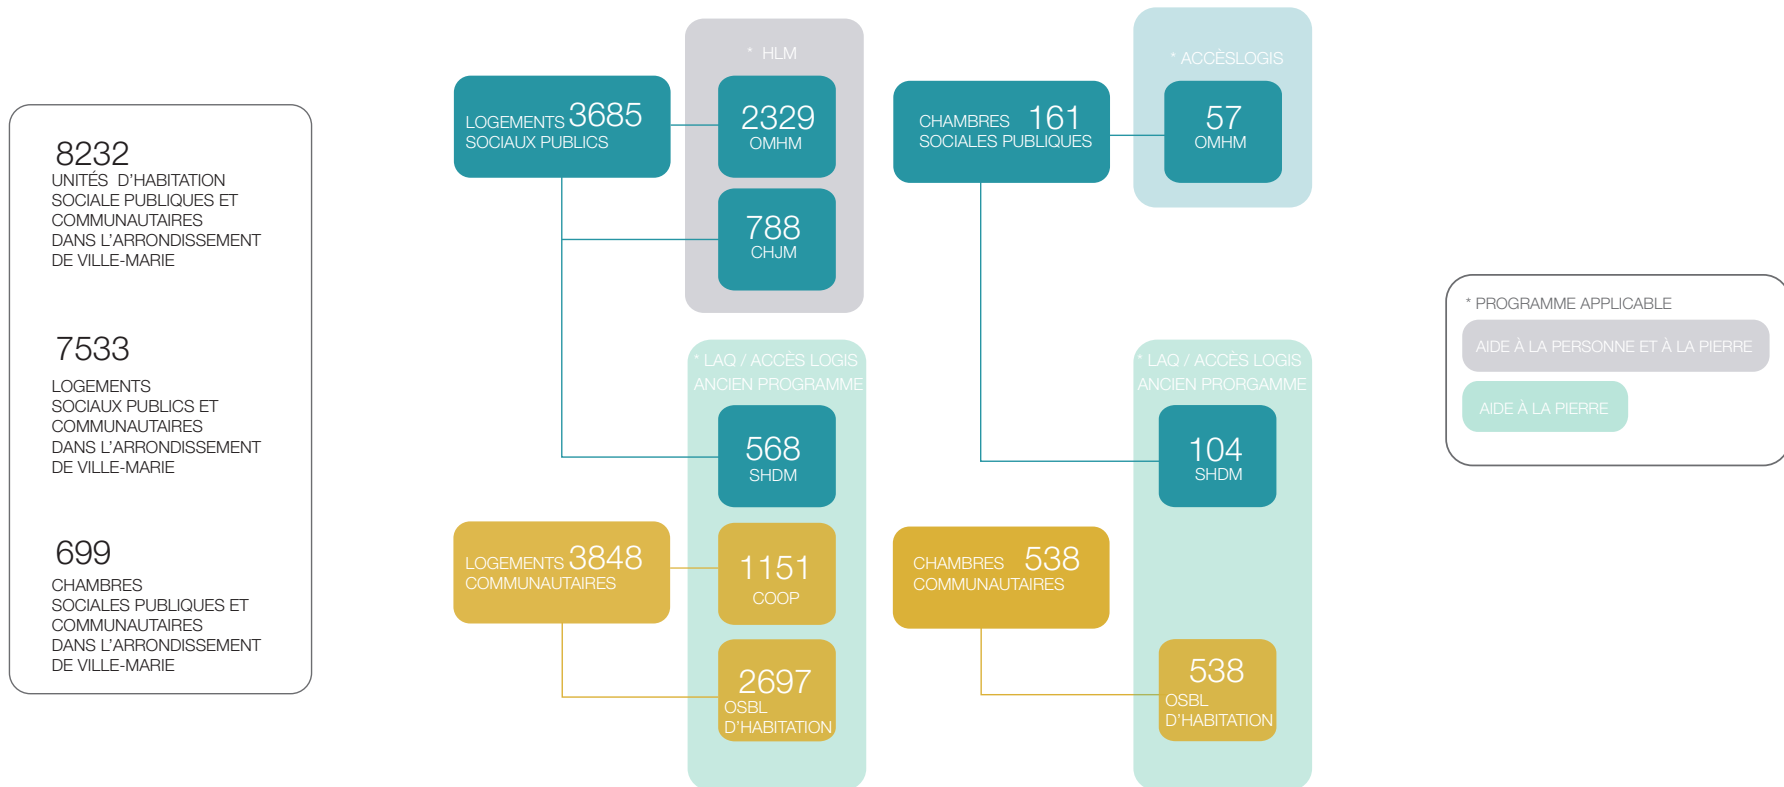 8232
UNITÉS D'HABITATION
SOCIALE PUBLIQUES ET
COMMUNAUTAIRES
DANS L'ARRONDISSEMENT
DE VILLE-MARIE
7533
LOGEMENTS
SOCIAUX PUBLICS ET
COMMUNAUTAIRES
DANS L'ARRONDISSEMENT
DE VILLE-MARIE
699
CHAMBRES
SOCIALES PUBLIQUES ET
COMMUNAUTAIRES
DANS L'ARRONDISSEMENT
DE VILLE-MARIE
LOGEMENTS 3685
SOCIAUX PUBLICS
* HLM
2329
OMHM
788
CHJM
* LAQ / ACCÈS LOGIS
ANCIEN PROGRAMME
568
SHDM
LOGEMENTS 3848
COMMUNAUTAIRES
1151
COOP
2697
OSBL
D'HABITATION
CHAMBRES 161
SOCIALES PUBLIQUES
* ACCÈSLOGIS
57
OMHM
* LAQ / ACCÈS LOGIS
ANCIEN PRORGAMME
104
SHDM
CHAMBRES 538
COMMUNAUTAIRES
538
OSBL
D'HABITATION
* PROGRAMME APPLICABLE
AIDE À LA PERSONNE ET À LA PIERRE
AIDE À LA PIERRE